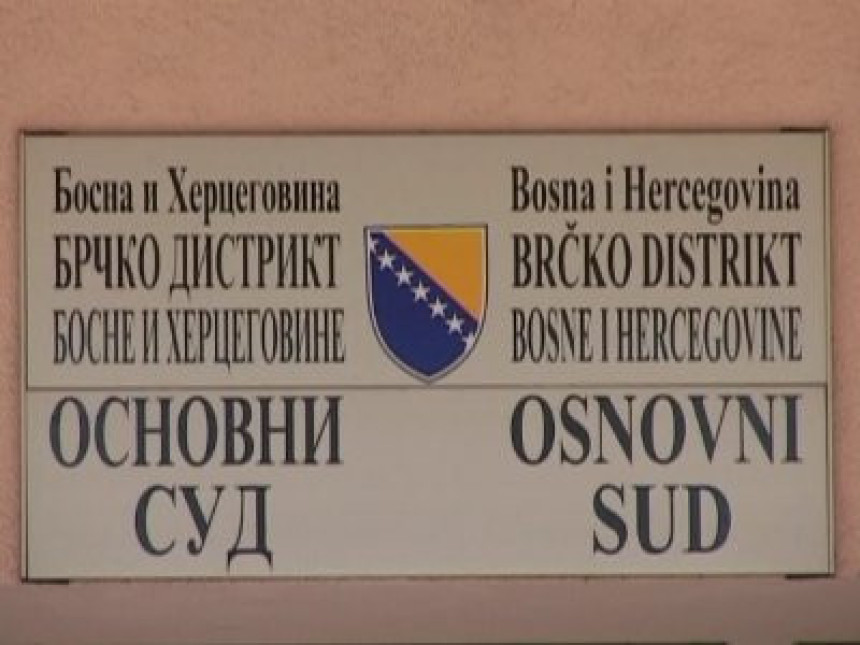 Босна и Херцеговина
БРЧКО ДИСТРИКТ
БОСНЕ И ХЕРЦЕГОВИНЕ
ОСНОВНИ
СУД
Bosna i Hercegovina
BRČKO DISTRIKT
BOSNE I HERCEGOVINE
OSNOVNI
SUD